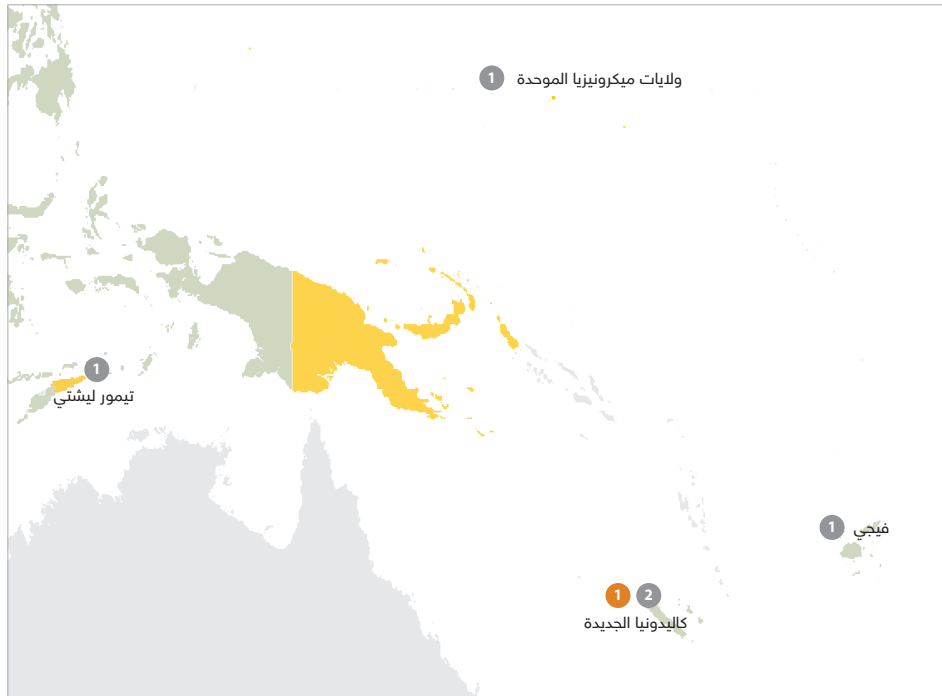 ولايات ميكرونيزيا الموحدة 1
1
تيمور ليشتي
فيجي 1
2 1
كاليدونيا الجديدة